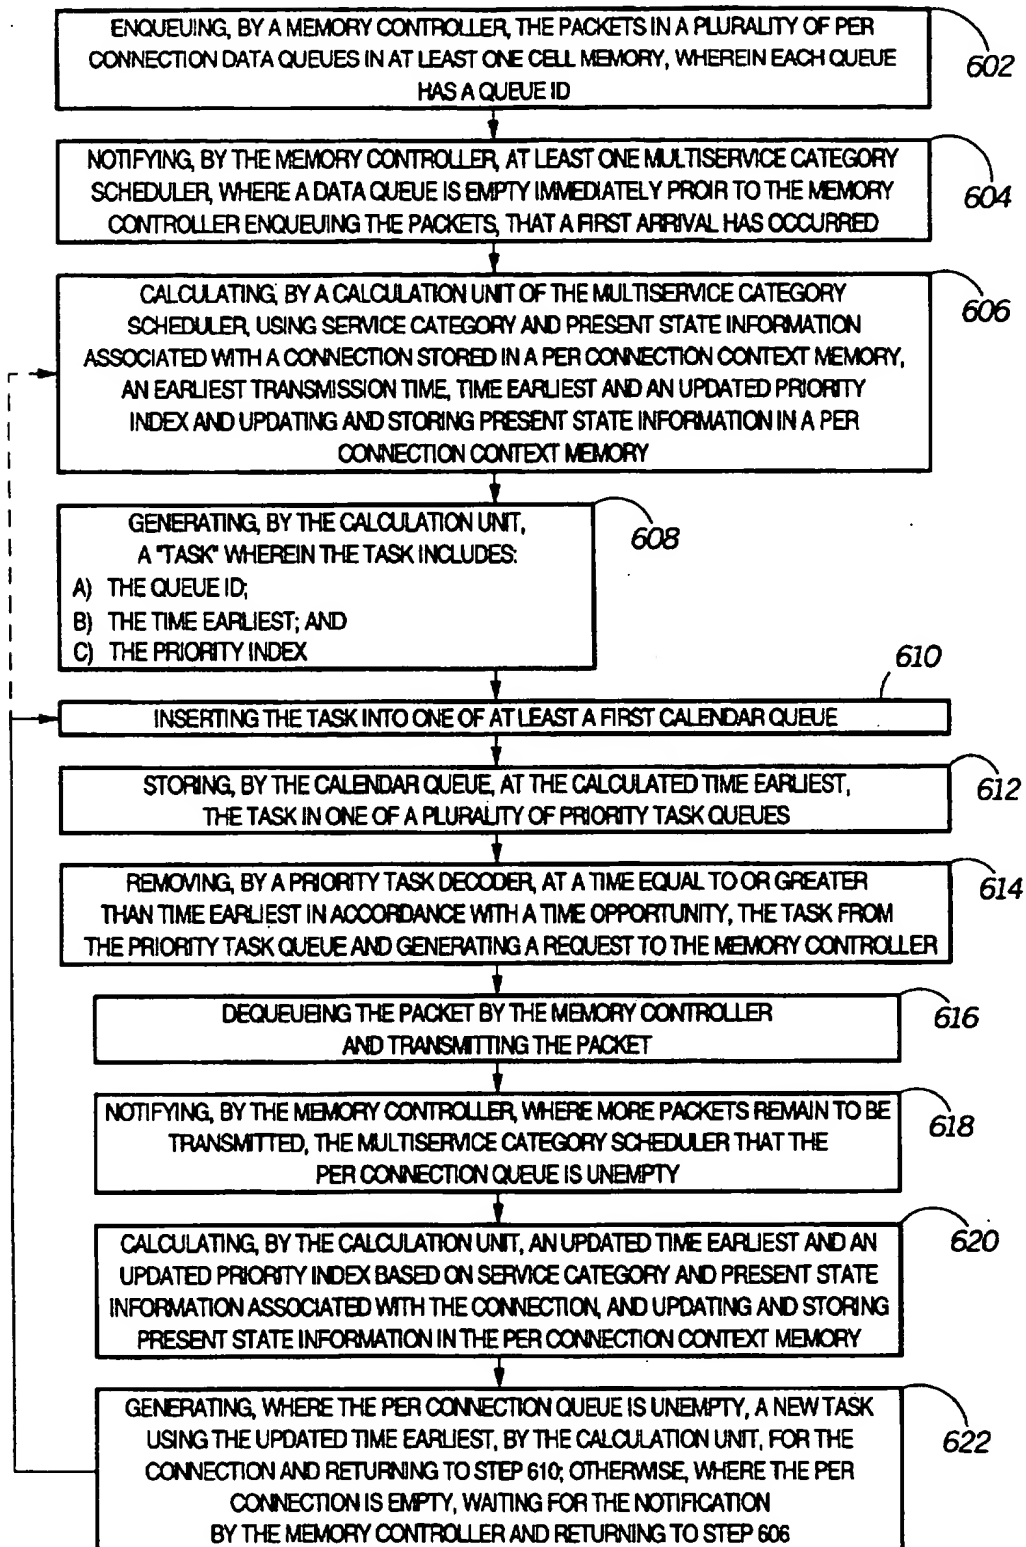 ENQUEUING, BY A MEMORY CONTROLLER, THE PACKETS IN A PLURALITY OF PER
CONNECTION DATA QUEUES IN AT LEAST ONE CELL MEMORY, WHEREIN EACH QUEUE
HAS A QUEUE ID
602
NOTIFYING, BY THE MEMORY CONTROLLER, AT LEAST ONE MULTISERVICE CATEGORY
SCHEDULER, WHERE A DATA QUEUE IS EMPTY IMMEDIATELY PROIR TO THE MEMORY
CONTROLLER ENQUEUING THE PACKETS, THAT A FIRST ARRIVAL HAS OCCURRED
604
CALCULATING, BY A CALCULATION UNIT OF THE MULTISERVICE CATEGORY
SCHEDULER, USING SERVICE CATEGORY AND PRESENT STATE INFORMATION
ASSOCIATED WITH A CONNECTION STORED IN A PER CONNECTION CONTEXT MEMORY,
AN EARLIEST TRANSMISSION TIME, TIME EARLIEST AND AN UPDATED PRIORITY
INDEX AND UPDATING AND STORING PRESENT STATE INFORMATION IN A PER
CONNECTION CONTEXT MEMORY
606
GENERATING, BY THE CALCULATION UNIT,
A "TASK" WHEREIN THE TASK INCLUDES:
A) THE QUEUE ID;
B) THE TIME EARLIEST; AND
C) THE PRIORITY INDEX
608
610
INSERTING THE TASK INTO ONE OF AT LEAST A FIRST CALENDAR QUEUE
STORING, BY THE CALENDAR QUEUE, AT THE CALCULATED TIME EARLIEST,
THE TASK IN ONE OF A PLURALITY OF PRIORITY TASK QUEUES
612
REMOVING, BY A PRIORITY TASK DECODER, AT A TIME EQUAL TO OR GREATER
THAN TIME EARLIEST IN ACCORDANCE WITH A TIME OPPORTUNITY, THE TASK FROM
THE PRIORITY TASK QUEUE AND GENERATING A REQUEST TO THE MEMORY CONTROLLER
614
DEQUEUEING THE PACKET BY THE MEMORY CONTROLLER
AND TRANSMITTING THE PACKET
616
NOTIFYING, BY THE MEMORY CONTROLLER, WHERE MORE PACKETS REMAIN TO BE
TRANSMITTED, THE MULTISERVICE CATEGORY SCHEDULER THAT THE
PER CONNECTION QUEUE IS UNEMPTY
618
CALCULATING, BY THE CALCULATION UNIT, AN UPDATED TIME EARLIEST AND AN
UPDATED PRIORITY INDEX BASED ON SERVICE CATEGORY AND PRESENT STATE
INFORMATION ASSOCIATED WITH THE CONNECTION, AND UPDATING AND STORING
PRESENT STATE INFORMATION IN THE PER CONNECTION CONTEXT MEMORY
620
GENERATING, WHERE THE PER CONNECTION QUEUE IS UNEMPTY, A NEW TASK
USING THE UPDATED TIME EARLIEST, BY THE CALCULATION UNIT, FOR THE
CONNECTION AND RETURNING TO STEP 610; OTHERWISE, WHERE THE PER
CONNECTION IS EMPTY, WAITING FOR THE NOTIFICATION
BY THE MEMORY CONTROLLER AND RETURNING TO STEP 606
622